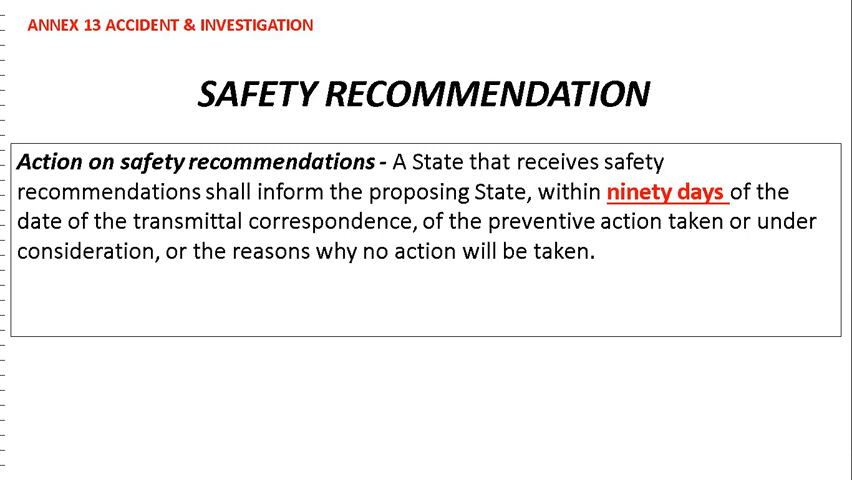 ANNEX 13 ACCIDENT & INVESTIGATION
SAFETY RECOMMENDATION
Action on safety recommendations - A State that receives safety
recommendations shall inform the proposing State, within ninety days of the
date of the transmittal correspondence, of the preventive action taken or under
consideration, or the reasons why no action will be taken.